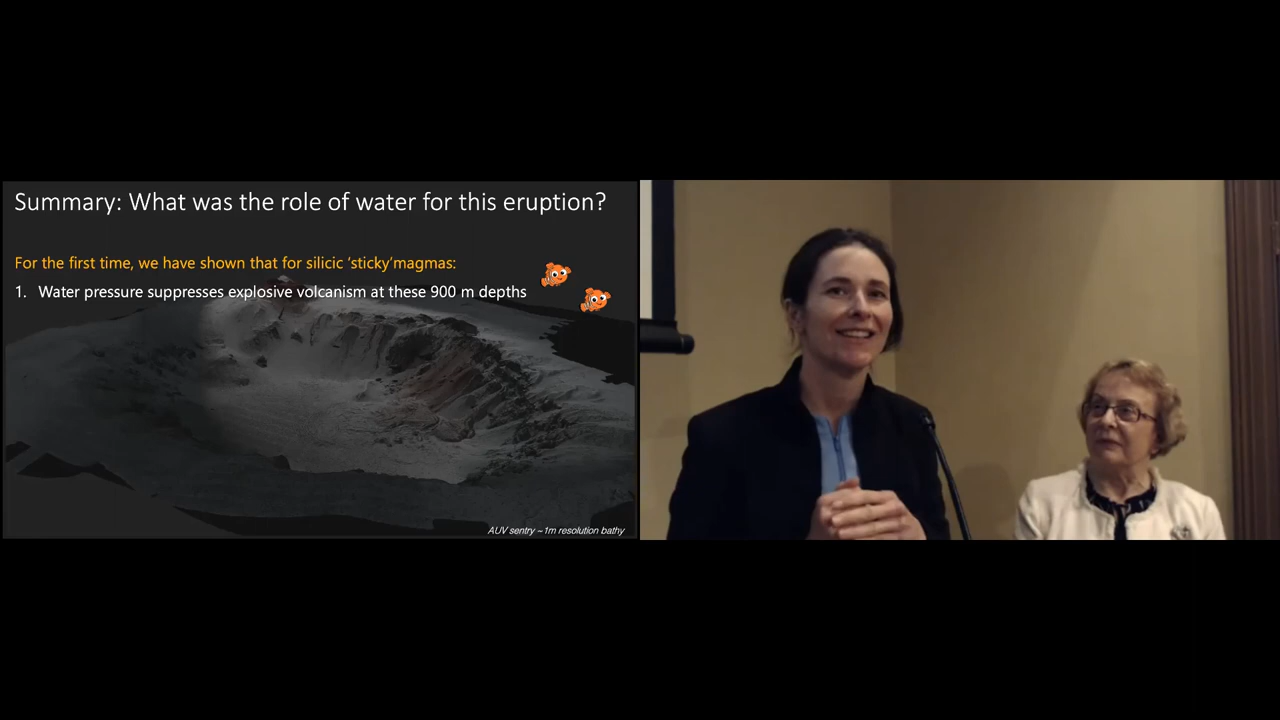 Summary: What was the role of water for this eruption?
For the first time, we have shown that for silicic 'sticky'magmas:
1. Water pressure suppresses explosive volcanism at these 900 m depths
AUV sentry ~1m resolution bathy